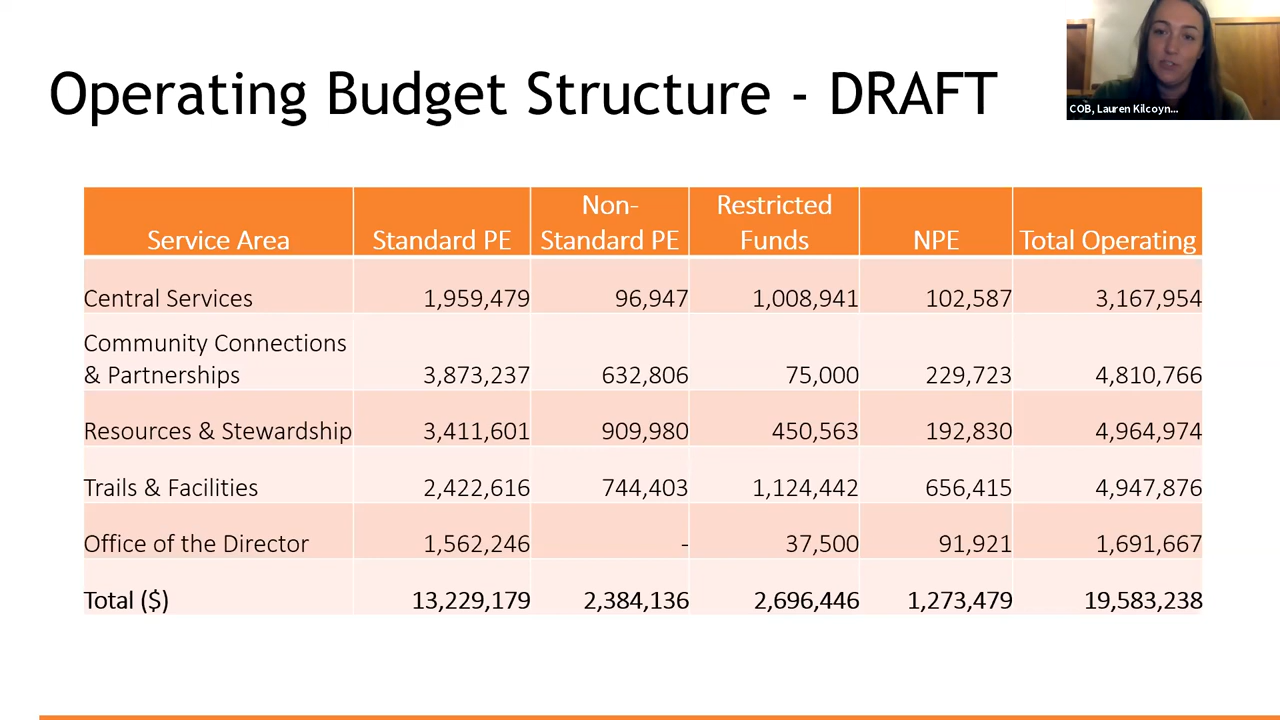 Operating Budget Structure - DRAFT
COB, Lauren Kilcoyn...
Service Area Standard PE Non-Standard PE Restricted Funds NPE Total Operating
Central Services 1,959,479 96,947 1,008,941 102,587 3,167,954
Community Connections
& Partnerships 3,873,237 632,806 75,000 229,723 4,810,766
Resources & Stewardship 3,411,601 909,980 450,563 192,830 4,964,974
Trails & Facilities 2,422,616 744,403 1,124,442 656,415 4,947,876
Office of the Director 1,562,246 - 37,500 91,921 1,691,667
Total ($) 13,229,179 2,384,136 2,696,446 1,273,479 19,583,238